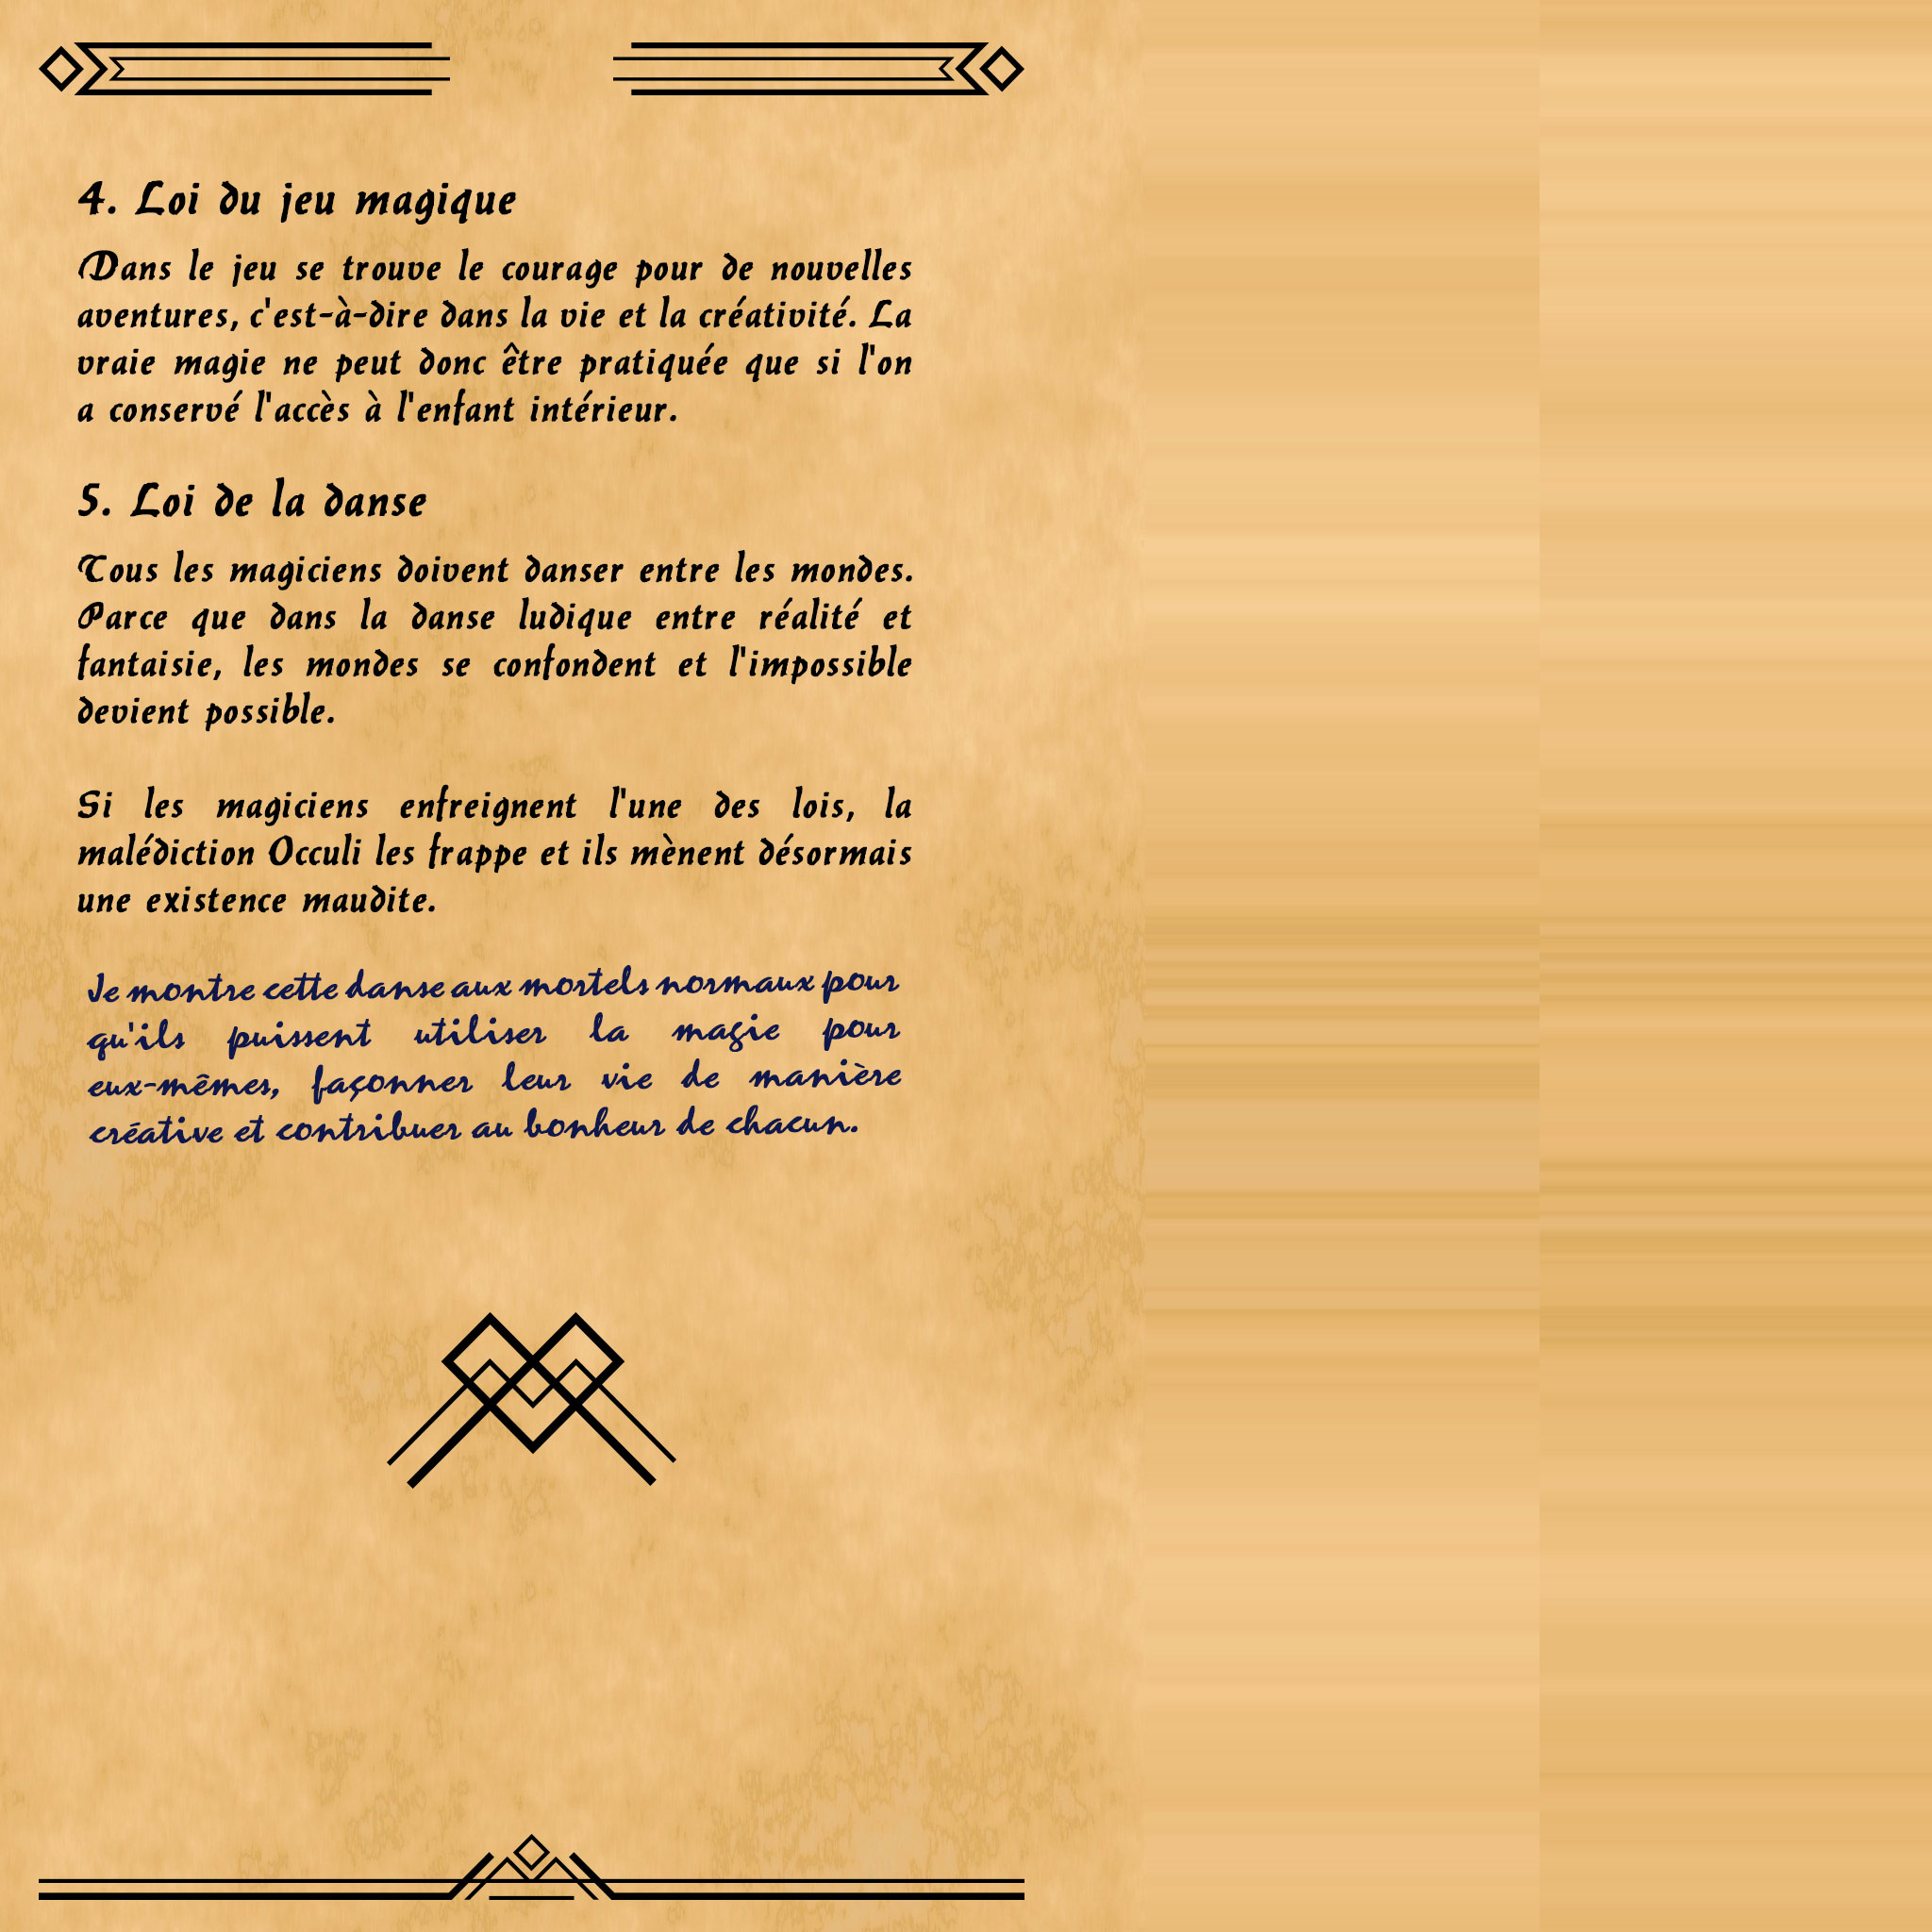 4. Loi du jeu magique
Dans le jeu se trouve le courage pour de nouvelles
aventures, c'est-à-dire dans la vie et la créativité. La
vraie magie ne peut donc être pratiquée que si l'on
a conservé l'accès à l'enfant intérieur.
5. Loi de la danse
Tous les magiciens doivent danser entre les mondes.
Parce que dans la danse ludique entre réalité et
fantaisie, les mondes se confondent et l'impossible
devient possible.
Si les magiciens enfreignent l'une des lois, la
malédiction Occuli les frappe et ils mènent désormais
une existence maudite.
Je montre cette danse aux mortels normaux pour
qu'ils puissent utiliser la magie pour
eux-mêmes, façonner leur vie de manière
créative et contribuer au bonheur de chacun.